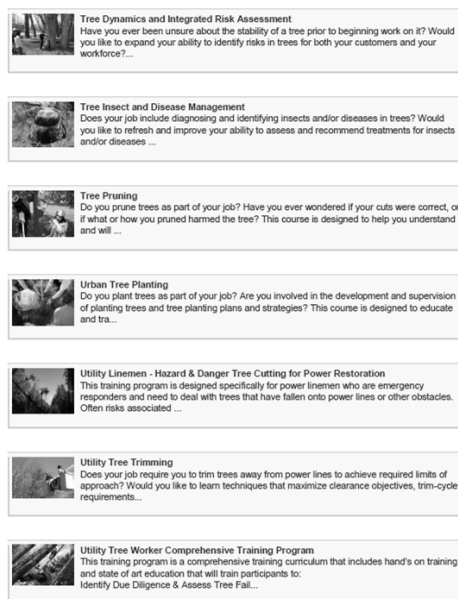 Tree Dynamics and Integrated Risk Assessment
Have you ever been unsure about the stability of a tree prior to beginning work on it? Would
you like to expand your ability to identify risks in trees for both your customers and your
workforce?...
Tree Insect and Disease Management
Does your job include diagnosing and identifying insects and/or diseases in trees? Would
you like to refresh and improve your ability to assess and recommend treatments for insects
and/or diseases ...
Tree Pruning
Do you prune trees as part of your job? Have you ever wondered if your cuts were correct, or
if what or how you pruned harmed the tree? This course is designed to help you understand
and will ...
Urban Tree Planting
Do you plant trees as part of your job? Are you involved in the development and supervision
of planting trees and tree planting plans and strategies? This course is designed to educate
and tra...
Utility Linemen - Hazard & Danger Tree Cutting for Power Restoration
This training program is designed specifically for power linemen who are emergency
responders and need to deal with trees that have fallen onto power lines or other obstacles.
Often risks associated ...
Utility Tree Trimming
Does your job require you to trim trees away from power lines to achieve required limits of
approach? Would you like to learn techniques that maximize clearance objectives, trim-cycle
requirements...
Utility Tree Worker Comprehensive Training Program
This training program is a comprehensive training curriculum that includes hand's on training
and state of art education that will train participants to:
Identify Due Diligence & Assess Tree Fail...